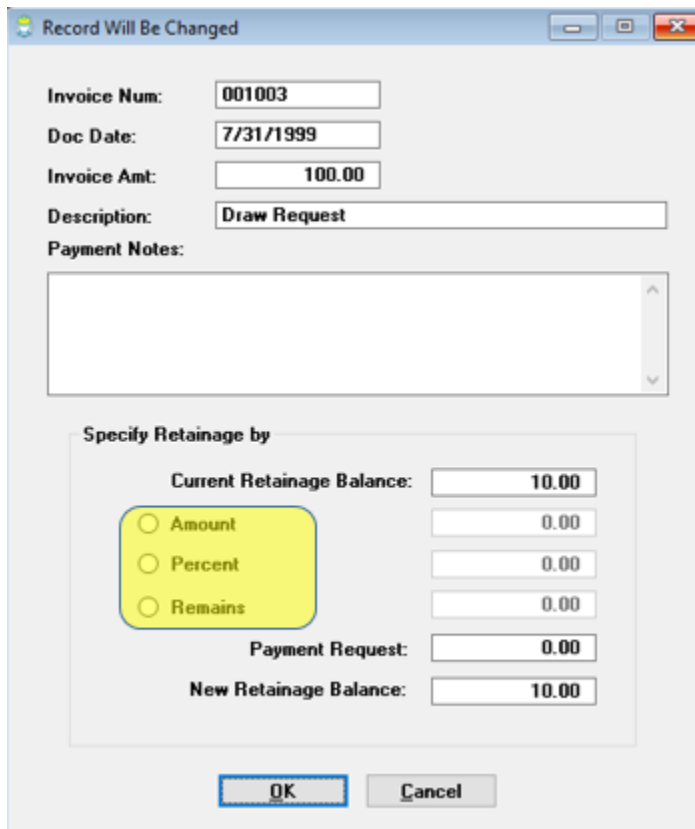 Record Will Be Changed
Invoice Num: 001003
Doc Date: 7/31/1999
Invoice Amt: 100.00
Description: Draw Request
Payment Notes:
Specify Retainage by
Current Retainage Balance: 10.00
Amount 0.00
Percent 0.00
Remains 0.00
Payment Request: 0.00
New Retainage Balance: 10.00
OK Cancel